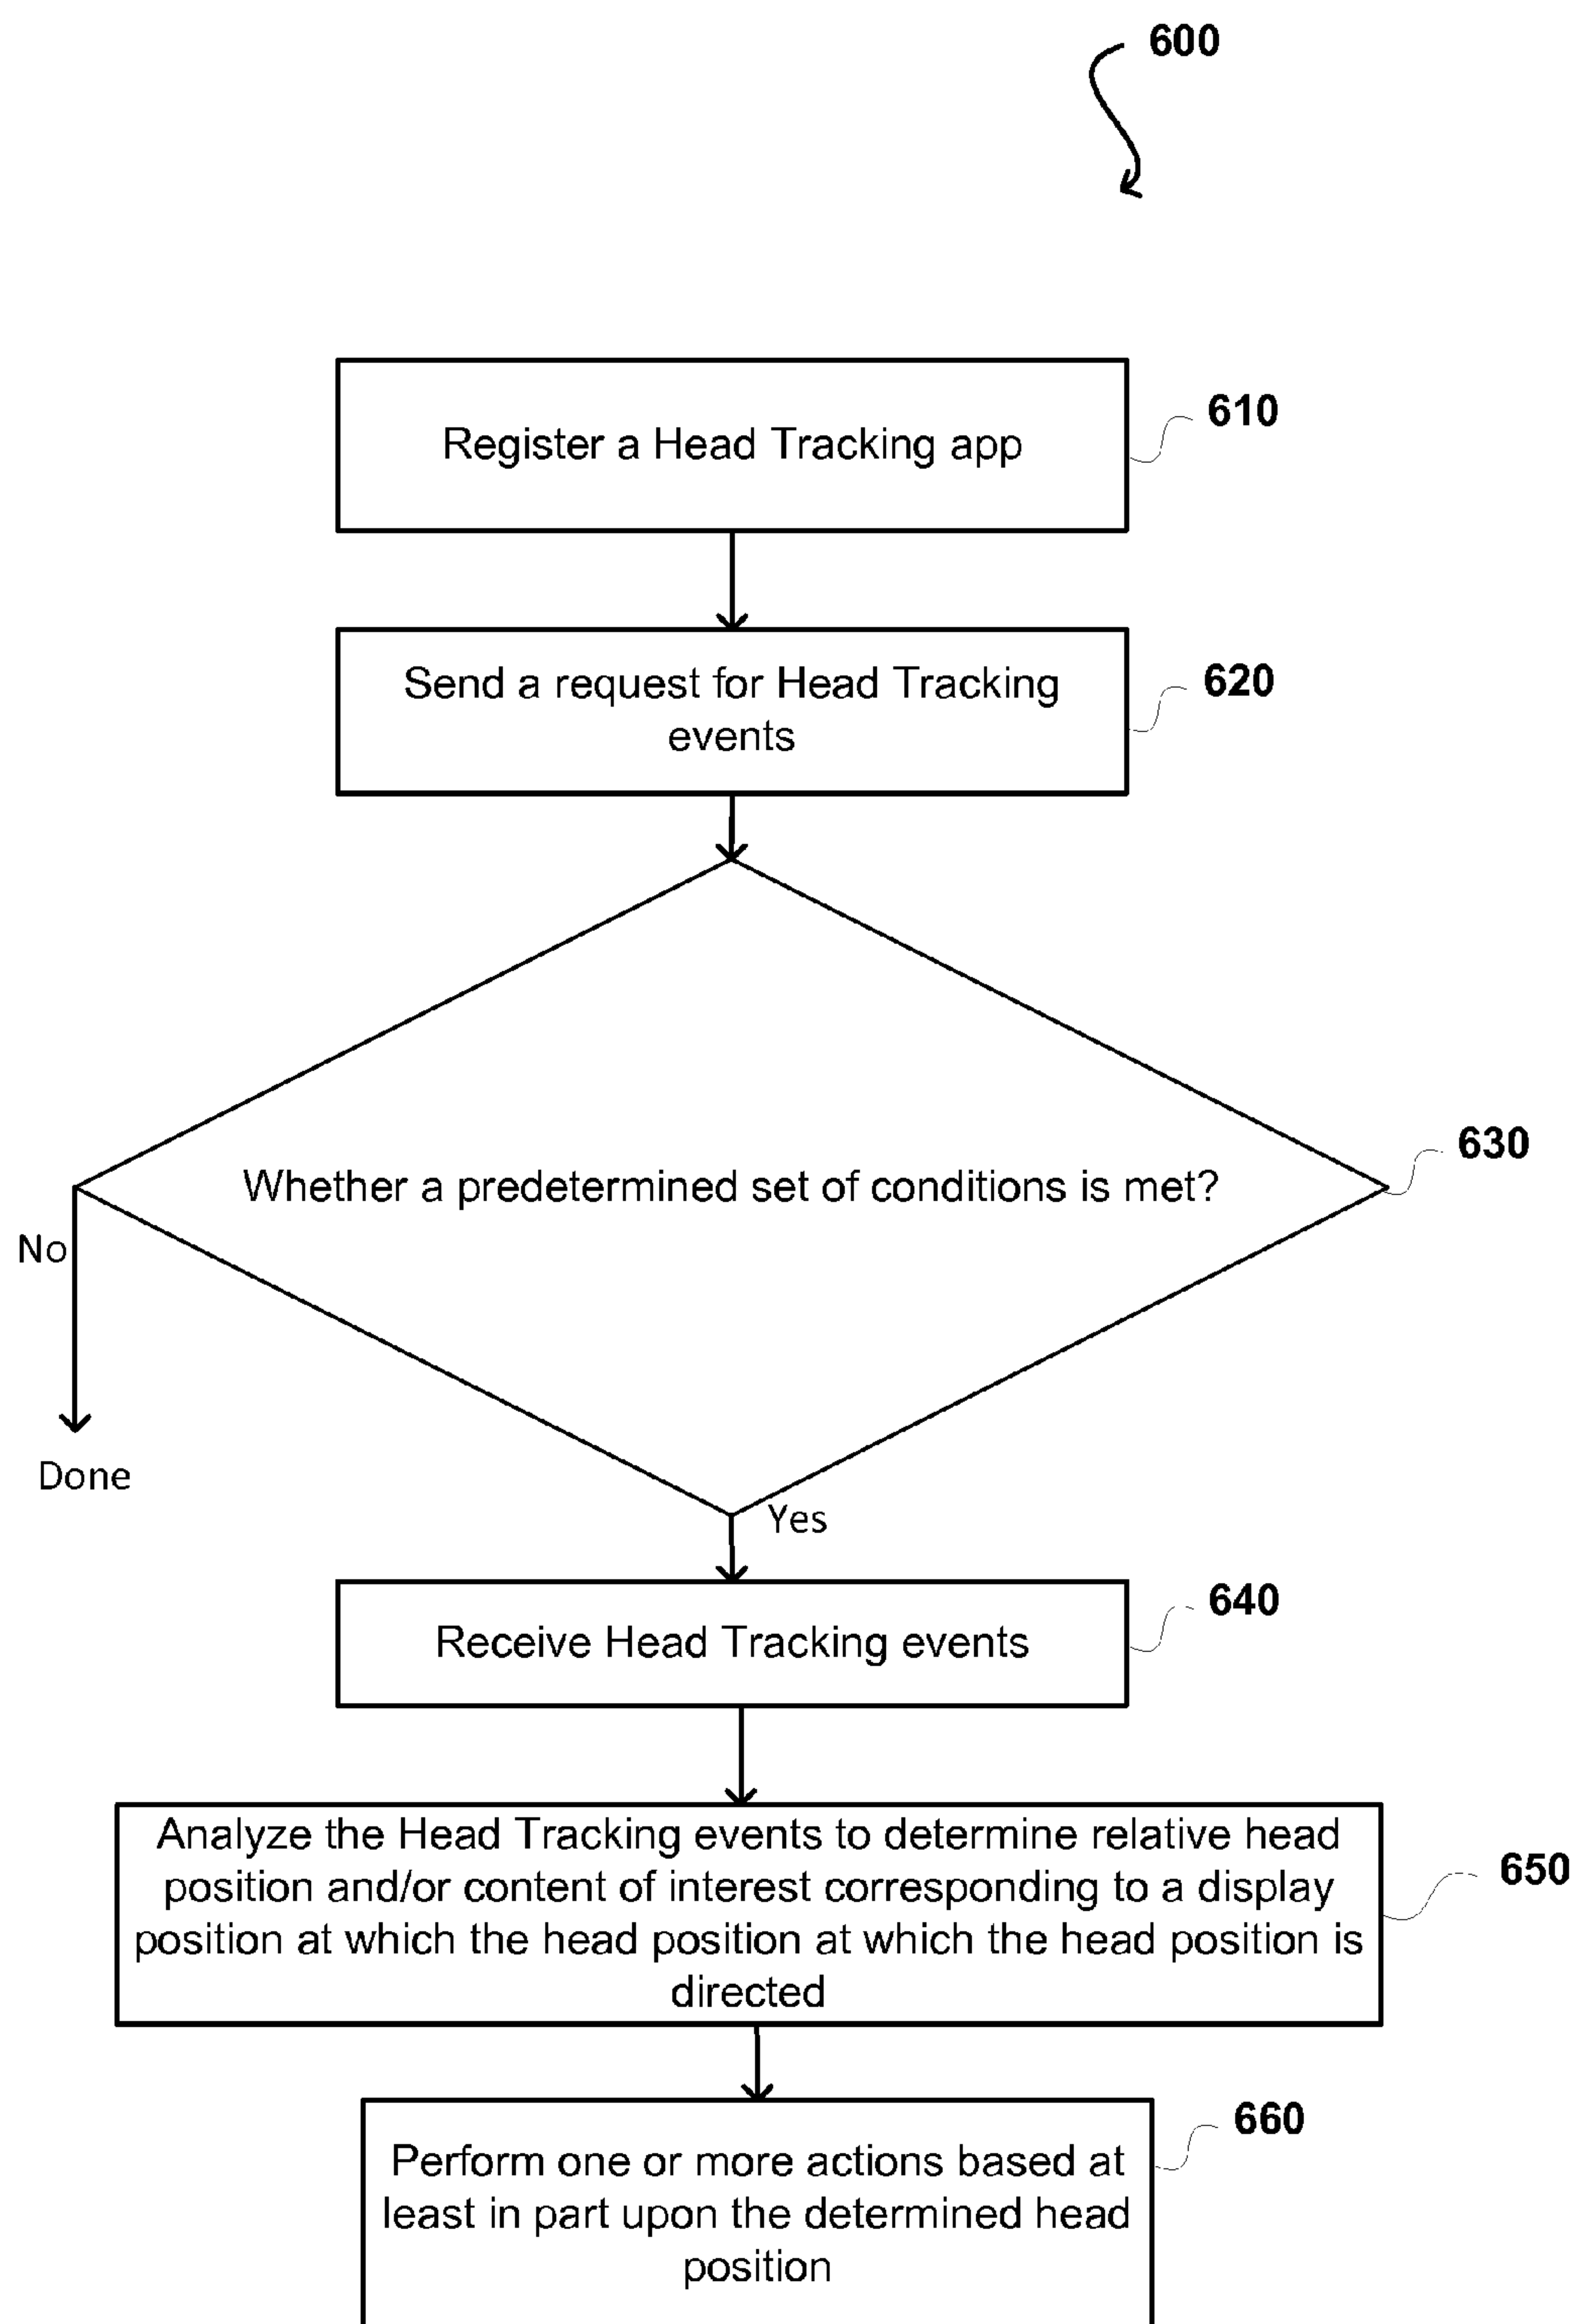 600
Register a Head Tracking app
610
Send a request for Head Tracking
events
620
Whether a predetermined set of conditions is met?
630
No
Done
Yes
Receive Head Tracking events
640
Analyze the Head Tracking events to determine relative head
position and/or content of interest corresponding to a display
position at which the head position at which the head position is
directed
650
Perform one or more actions based at
least in part upon the determined head
position
660